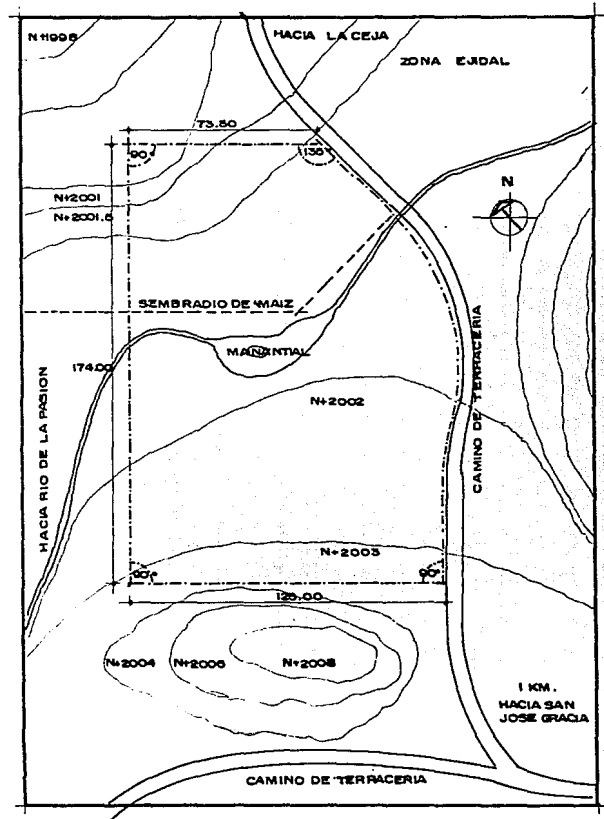 HACIA LA CEJA
N+1998
ZONA EJIDAL
73.50
90°
135°
N
N+2001
N+2001.5
SEMBRADIO DE MAIZ
MANANTIAL
174.00
N+2002
CAMINO DE TERRACERIA
HACIA RIO DE LA PASION
N+2003
90°
90°
125.00
N+2004
N+2006
N+2008
1 KM.
HACIA SAN
JOSE GRACIA
CAMINO DE TERRACERIA